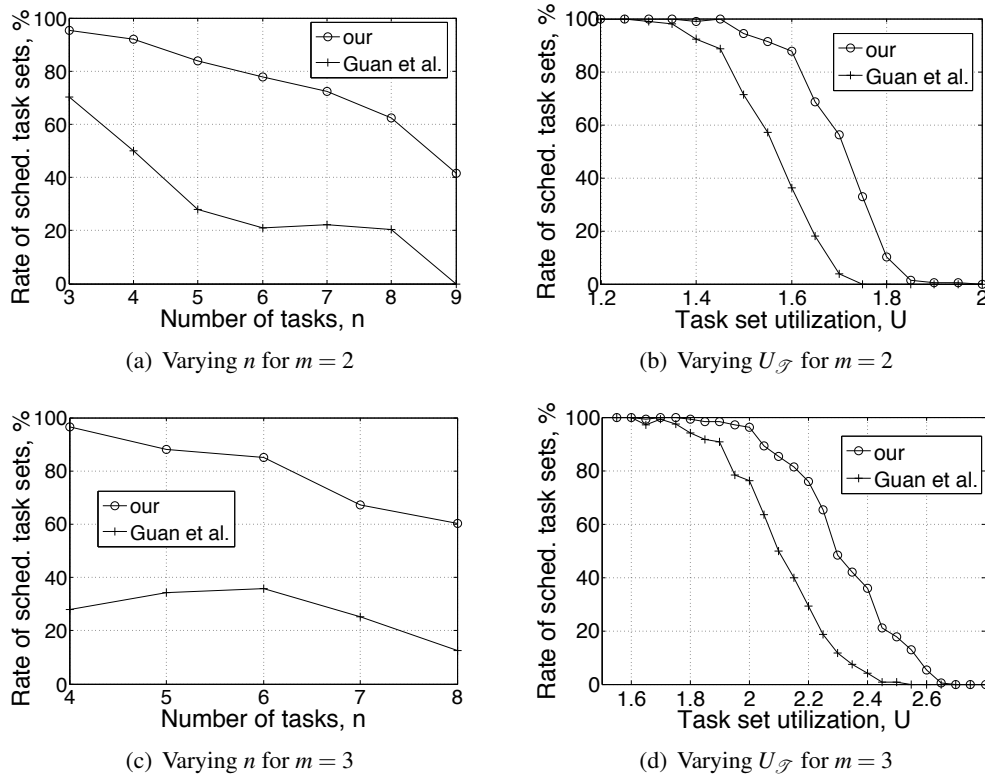 Rate of sched. task sets, %
100
80
60
40
20
0
3 4 5 6 7 8 9
Number of tasks, n
our
Guan et al.
(a) Varying n for m = 2
Rate of sched. task sets, %
100
80
60
40
20
0
1.2 1.4 1.6 1.8 2
Task set utilization, U
our
Guan et al.
(b) Varying U𝒯 for m = 2
Rate of sched. task sets, %
100
80
60
40
20
0
4 5 6 7 8
Number of tasks, n
our
Guan et al.
(c) Varying n for m = 3
Rate of sched. task sets, %
100
80
60
40
20
0
1.6 1.8 2 2.2 2.4 2.6
Task set utilization, U
our
Guan et al.
(d) Varying U𝒯 for m = 3